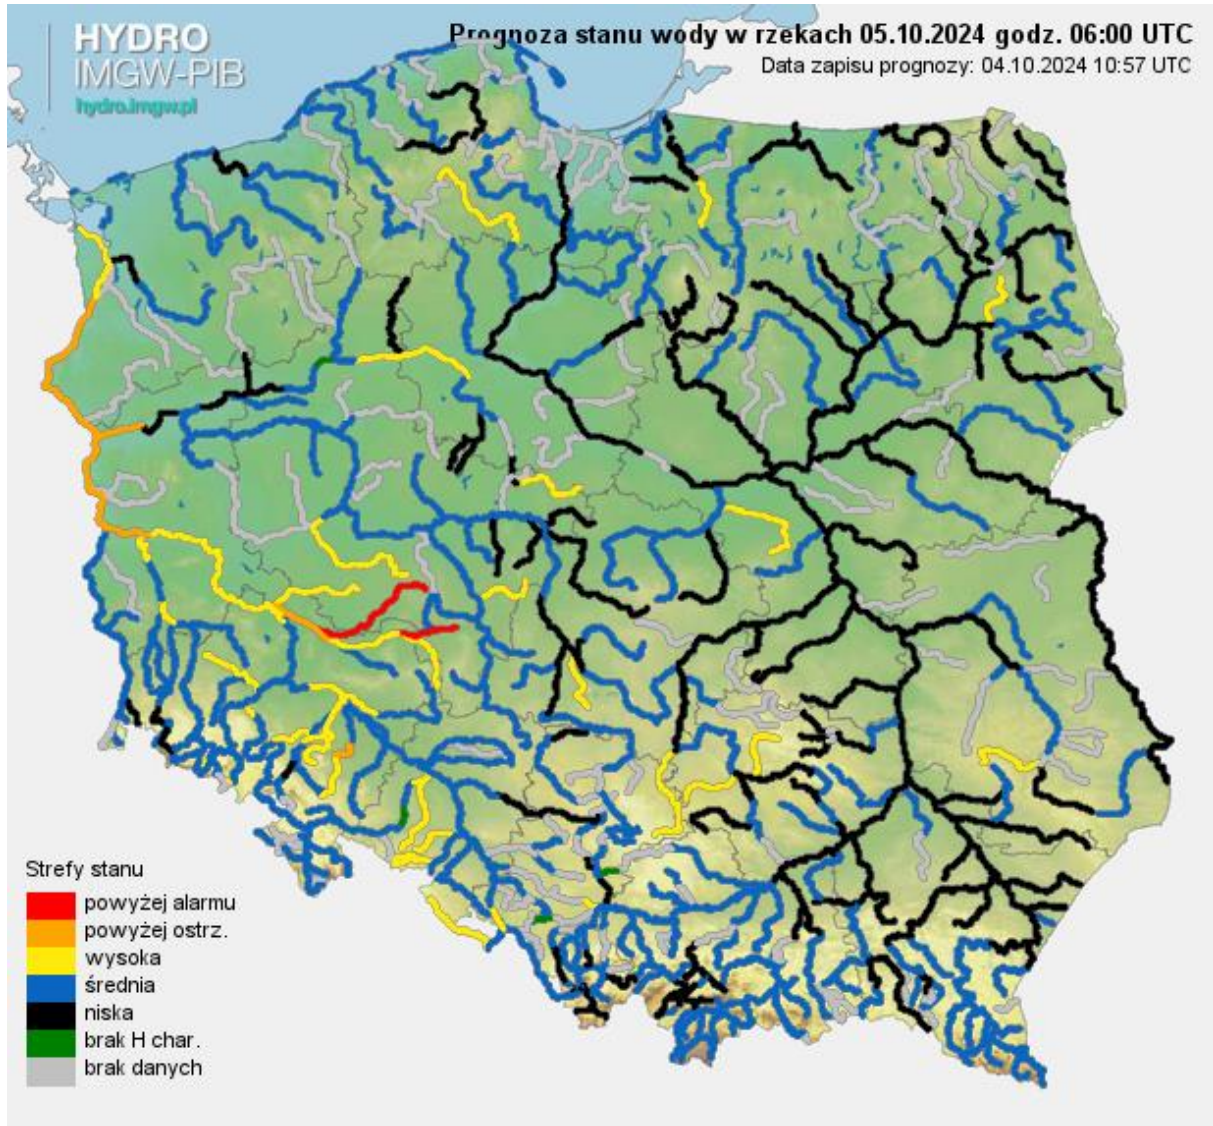 HYDRO
IMGW-PIB
hydro.imgw.pl
Prognoza stanu wody w rzekach 05.10.2024 godz. 06:00 UTC
Data zapisu prognozy: 04.10.2024 10:57 UTC
Strefy stanu
powyżej alarmu
powyżej ostrz.
wysoka
średnia
niska
brak H char.
brak danych